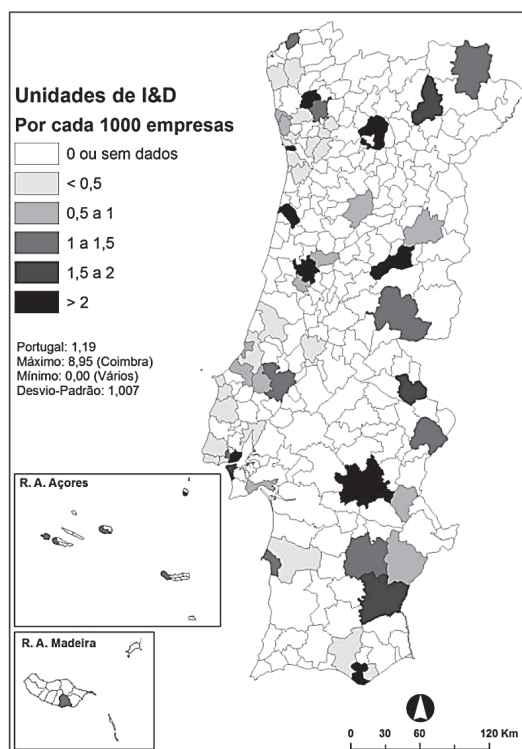 Unidades de I&D
Por cada 1000 empresas
0 ou sem dados
< 0,5
0,5 a 1
1 a 1,5
1,5 a 2
> 2
Portugal: 1,19
Máximo: 8,95 (Coimbra)
Mínimo: 0,00 (Vários)
Desvio-Padrão: 1,007
R. A. Açores
R. A. Madeira
0 30 60 120 Km